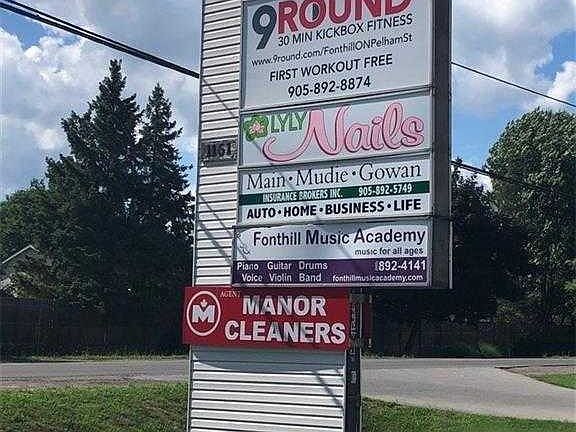 9ROUND
30 MIN KICKBOX FITNESS
www.9round.com/FonthillONPelhamSt
FIRST WORKOUT FREE
905-892-8874
LYLY Nails
1161
Main · Mudie · Gowan
INSURANCE BROKERS INC. 905-892-5749
AUTO · HOME · BUSINESS · LIFE
Fonthill Music Academy
music for all ages
Piano Guitar Drums 892-4141
Voice Violin Band fonthillmusicacademy.com
AGENT
M MANOR
CLEANERS